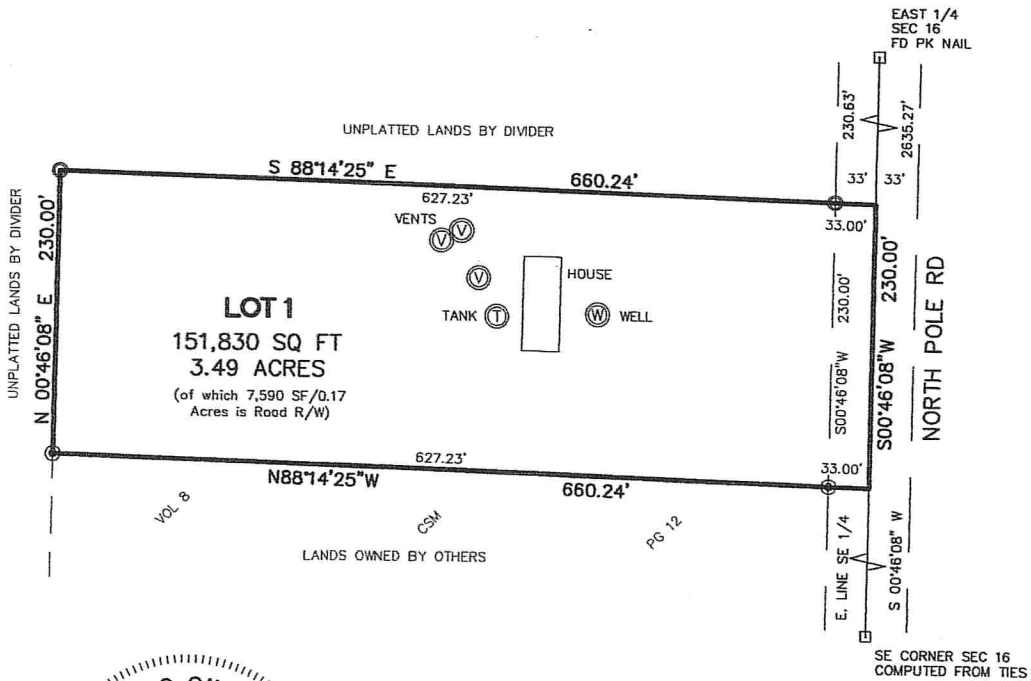 EAST 1/4
SEC 16
FD PK NAIL
230.63'
2635.27'
33'
33'
UNPLATTED LANDS BY DIVIDER
S 88°14'25" E
660.24'
627.23'
33.00'
UNPLATTED LANDS BY DIVIDER
N 00°46'08" E 230.00'
VENTS
V
V
V
HOUSE
TANK
T
W
WELL
LOT 1
151,830 SQ FT
3.49 ACRES
(of which 7,590 SF/0.17
Acres is Road R/W)
S00°46'08"W
230.00'
S00°46'08"W
230.00'
NORTH POLE RD
627.23'
33.00'
N88°14'25"W
660.24'
VOL 8
CSM
PG 12
LANDS OWNED BY OTHERS
E. LINE SE 1/4
S 00°46'08" W
SE CORNER SEC 16
COMPUTED FROM TIES